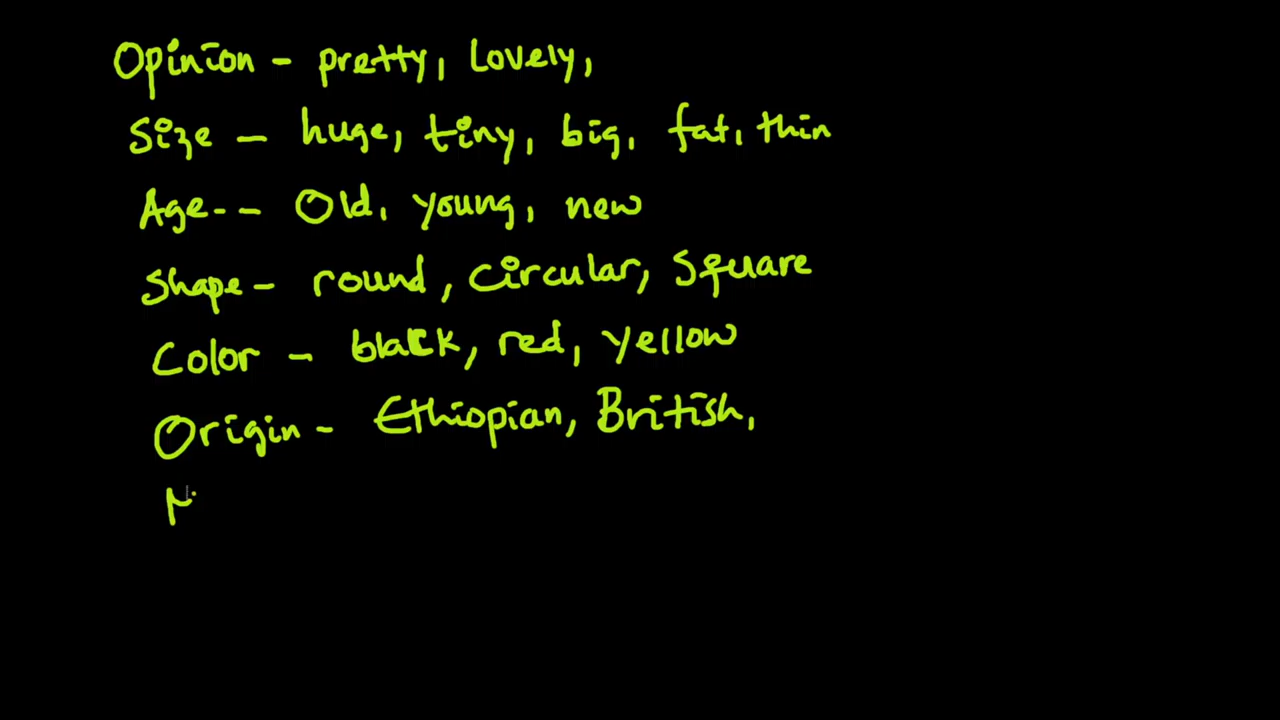 Opinion - pretty, Lovely,
Size - huge, tiny, big, fat, thin
Age-- Old, young, new
Shape - round, circular, square
Color - black, red, yellow
Origin - Ethiopian, British,